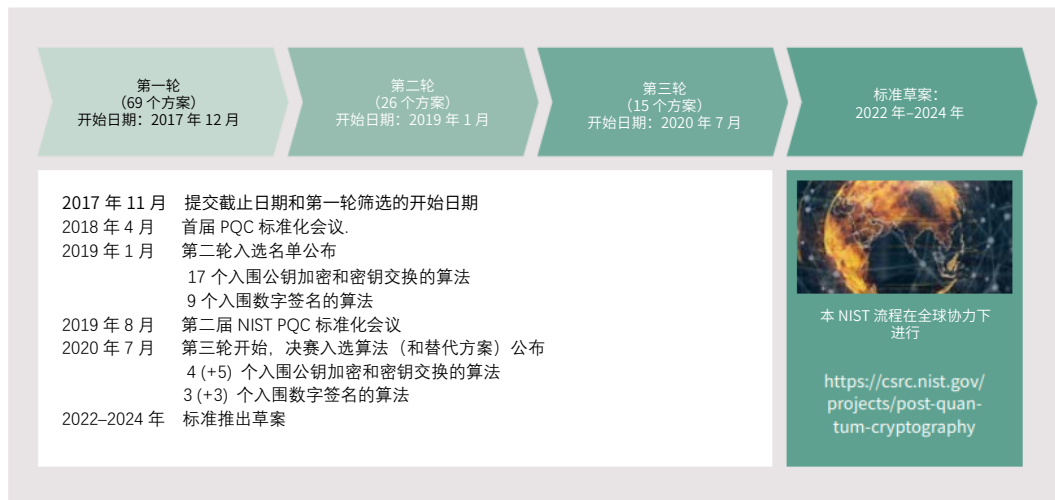 第一轮
（69 个方案）
开始日期：2017 年 12 月
第二轮
（26 个方案）
开始日期：2019 年 1 月
第三轮
（15 个方案）
开始日期：2020 年 7 月
标准草案：
2022 年–2024 年
2017 年 11 月 提交截止日期和第一轮筛选的开始日期
2018 年 4 月 首届 PQC 标准化会议.
2019 年 1 月 第二轮入选名单公布
17 个入围公钥加密和密钥交换的算法
9 个入围数字签名的算法
2019 年 8 月 第二届 NIST PQC 标准化会议
2020 年 7 月 第三轮开始，决赛入选算法（和替代方案）公布
4 (+5) 个入围公钥加密和密钥交换的算法
3 (+3) 个入围数字签名的算法
2022–2024 年 标准推出草案
本 NIST 流程在全球协力下
进行
https://csrc.nist.gov/
projects/post-quan-
tum-cryptography